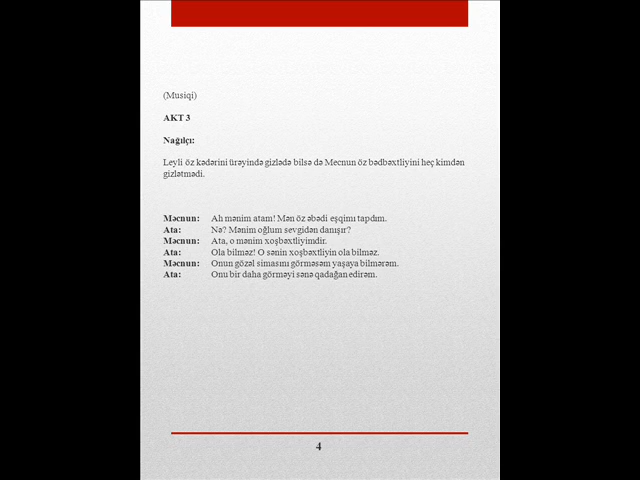 (Musiqi)
AKT 3
Nağılçı:
Leyli öz kədərini ürəyində gizlədə bilsə də Mecnun öz bədbəxtliyini heç kimdən
gizlətmədi.
Məcnun: Ah mənim atam! Mən öz əbədi eşqimı tapdım.
Ata: Nə? Mənim oğlum sevgidən danışır?
Məcnun: Ata, o mənim xoşbəxtliyimdir.
Ata: Ola bilməz! O sənin xoşbəxtliyin ola bilməz.
Məcnun: Onun gözəl simasını görməsəm yaşaya bilmərəm.
Ata: Onu bir daha görməyi sənə qadağan edirəm.
4